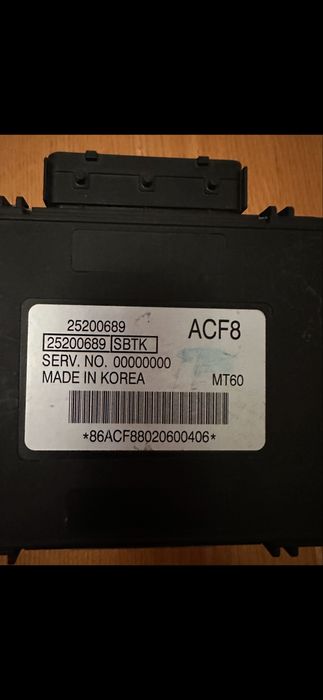 25200689 ACF8
25200689 SBTK
SERV. NO. 00000000
MADE IN KOREA MT60
*86ACF88020600406*